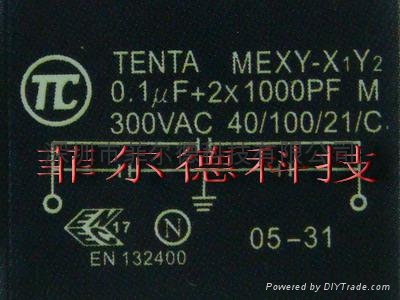 TC
TENTA MEXY-X1Y2
0.1μF+2x1000PF M
300VAC 40/100/21/C
菲尔德科技
17
N
05-31
EN 132400
Powered by DIYTrade.com